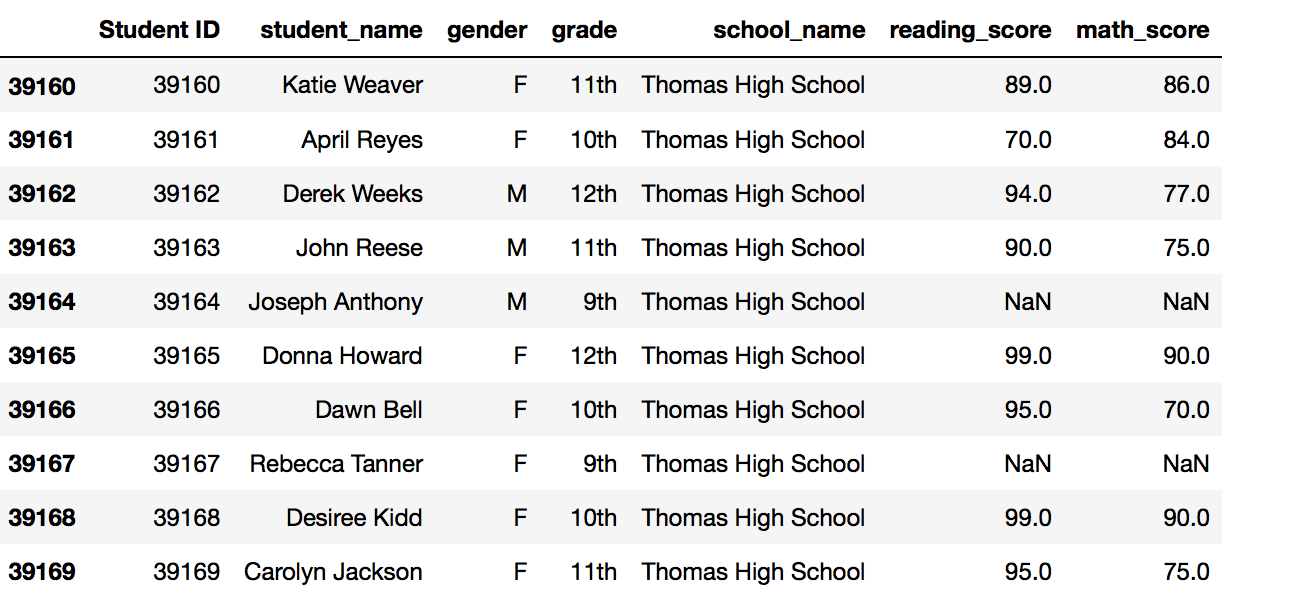 Student ID student_name gender grade school_name reading_score math_score
39160 39160 Katie Weaver F 11th Thomas High School 89.0 86.0
39161 39161 April Reyes F 10th Thomas High School 70.0 84.0
39162 39162 Derek Weeks M 12th Thomas High School 94.0 77.0
39163 39163 John Reese M 11th Thomas High School 90.0 75.0
39164 39164 Joseph Anthony M 9th Thomas High School NaN NaN
39165 39165 Donna Howard F 12th Thomas High School 99.0 90.0
39166 39166 Dawn Bell F 10th Thomas High School 95.0 70.0
39167 39167 Rebecca Tanner F 9th Thomas High School NaN NaN
39168 39168 Desiree Kidd F 10th Thomas High School 99.0 90.0
39169 39169 Carolyn Jackson F 11th Thomas High School 95.0 75.0